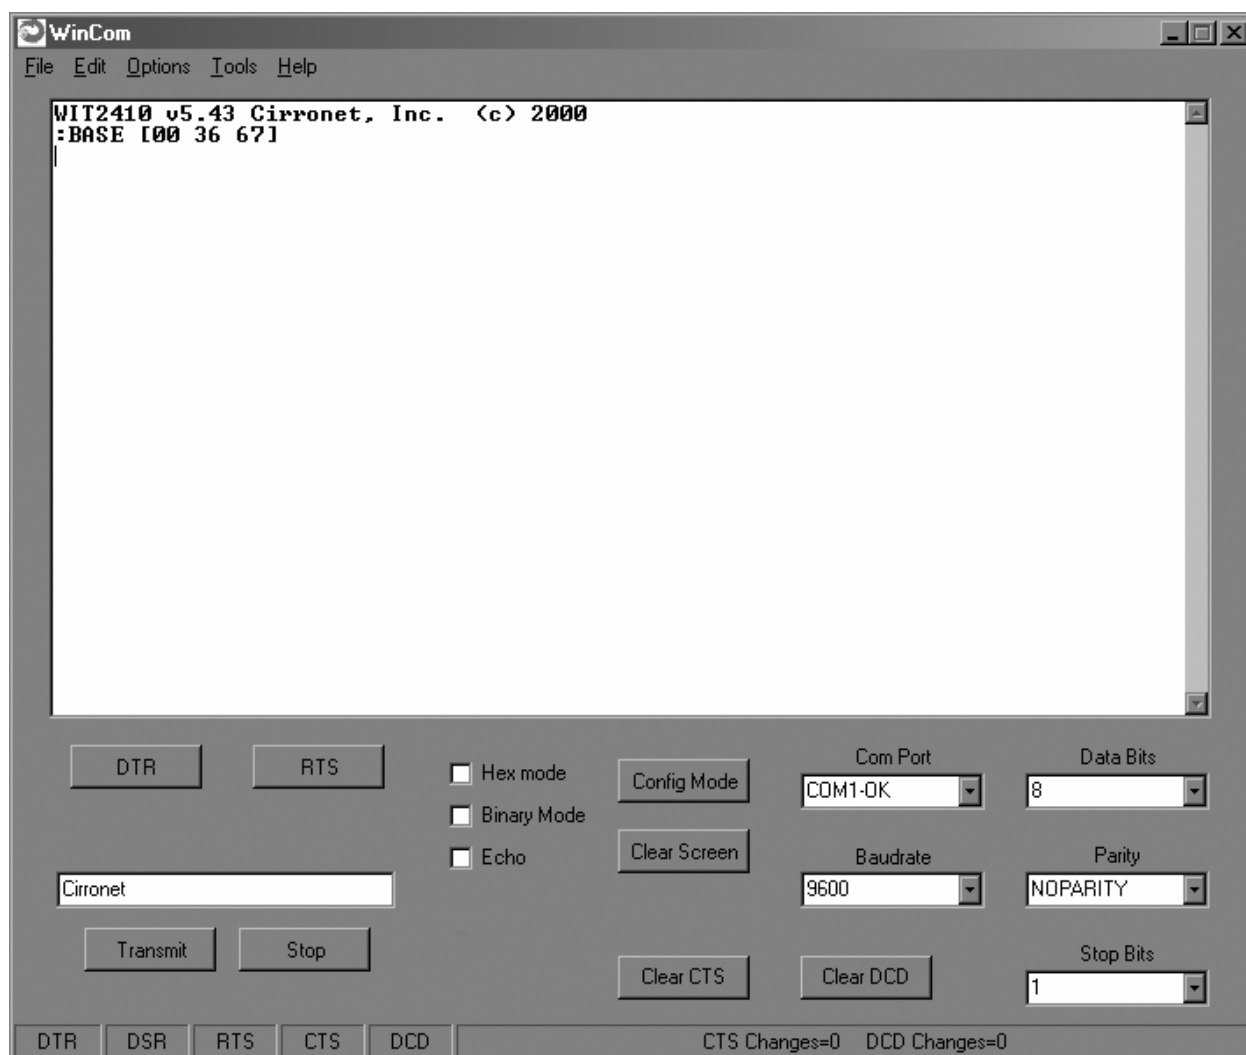 WinCom
File Edit Options Tools Help
WIT2410 v5.43 Cirronet, Inc. (c) 2000
:BASE [00 36 67]
DTR RTS
Hex mode
Binary Mode
Echo
Config Mode
Clear Screen
Com Port
COM1-OK
Data Bits
8
Baudrate
9600
Parity
NOPARITY
Cirronet
Transmit Stop
Clear CTS Clear DCD
Stop Bits
1
DTR DSR RTS CTS DCD CTS Changes=0 DCD Changes=0